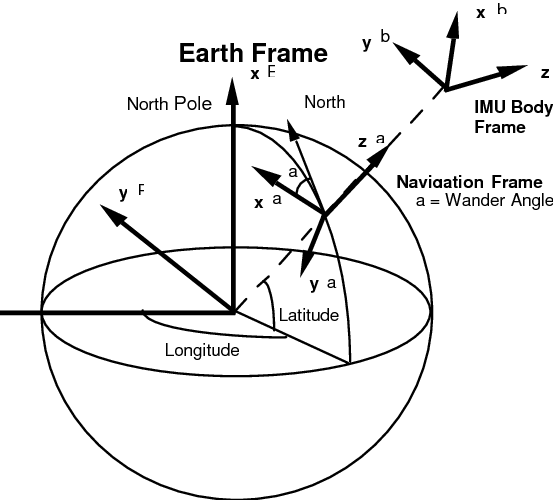 x b
y b
Earth Frame
x E
z
North Pole
North
IMU Body
Frame
z a
a
Navigation Frame
a = Wander Angle
y
x a
y a
Latitude
Longitude